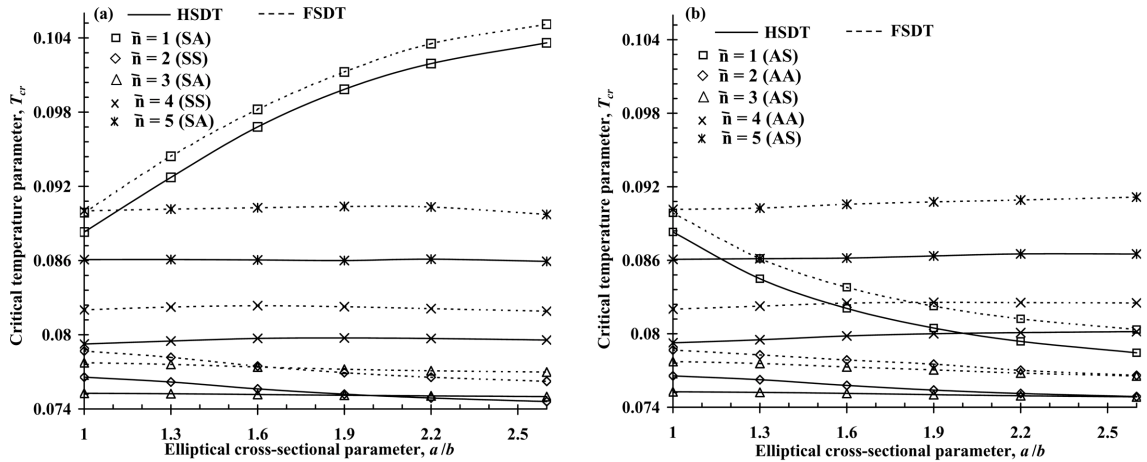 (a) HSDT FSDT
n̄ = 1 (SA)
n̄ = 2 (SS)
n̄ = 3 (SA)
n̄ = 4 (SS)
n̄ = 5 (SA)
Critical temperature parameter, Tcr
0.104
0.098
0.092
0.086
0.08
0.074
1 1.3 1.6 1.9 2.2 2.5
Elliptical cross-sectional parameter, a/b
(b) HSDT
FSDT
n̄ = 1 (AS)
n̄ = 2 (AA)
n̄ = 3 (AS)
n̄ = 4 (AA)
n̄ = 5 (AS)
Critical temperature parameter, Tcr
0.104
0.098
0.092
0.086
0.08
0.074
1 1.3 1.6 1.9 2.2 2.5
Elliptical cross-sectional parameter, a/b